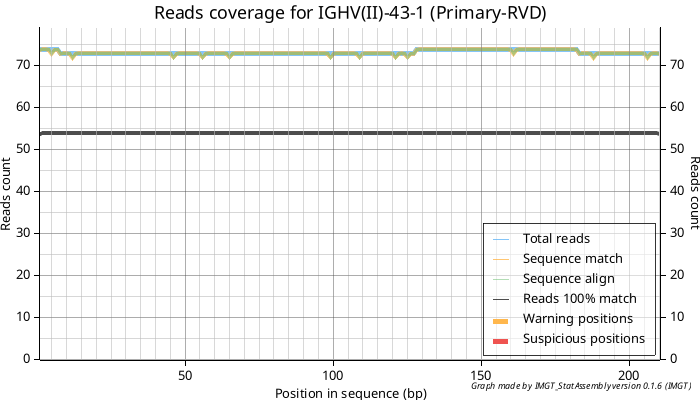 Reads coverage for IGHV(II)-43-1 (Primary-RVD)
70 70
60 60
50 50
40 40
30 30
20 20
10 10
0 0
Reads count
Reads count
Total reads
Sequence match
Sequence align
Reads 100% match
Warning positions
Suspicious positions
50 100 150 200
Position in sequence (bp)
Graph made by IMGT_StatAssembly version 0.1.6 (IMGT)